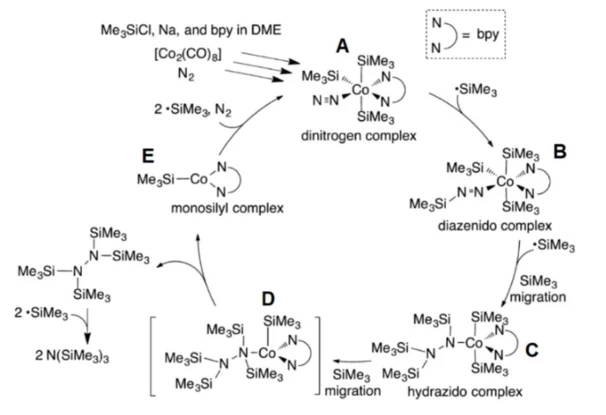 Me3SiCl, Na, and bpy in DME
[Co2(CO)8]
N2
A
SiMe3
Me3Si
Co
N
N
N≡N
SiMe3
dinitrogen complex
N
N
= bpy
•SiMe3
B
SiMe3
Me3Si
Co
N
N
N=N
Me3Si
SiMe3
diazenido complex
•SiMe3
SiMe3
migration
C
SiMe3
Me3Si
N
Co
N
N
Me3Si
N
Me3Si
SiMe3
hydrazido complex
SiMe3
migration
D
SiMe3
Me3Si
N
Co
N
N
Me3Si
N
SiMe3
Me3Si
E
Me3Si
Co
N
N
monosilyl complex
2 •SiMe3, N2
SiMe3
N
SiMe3
Me3Si
N
SiMe3
2 •SiMe3
2 N(SiMe3)3